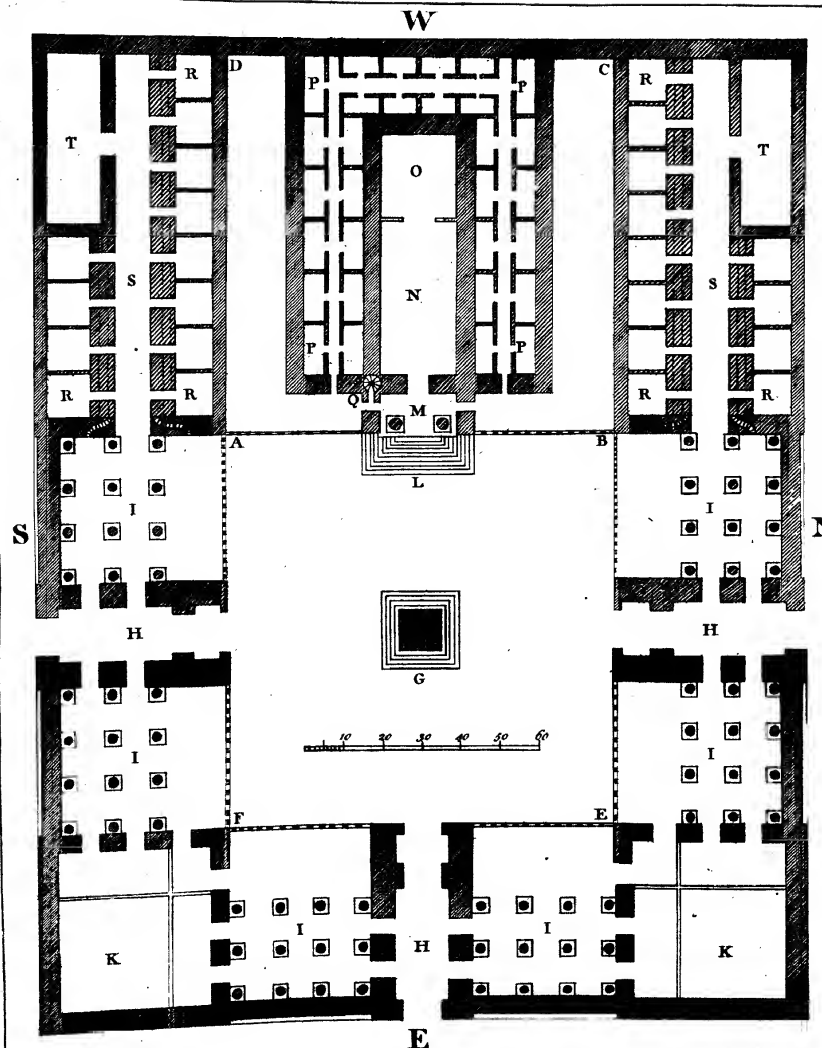 W
R D P P C R
T O T
S N S
R R P P R R
Q M
A B
L
I I
S N
H H
G
10 20 30 40 50 60
I I
F E
I I
K H K
E